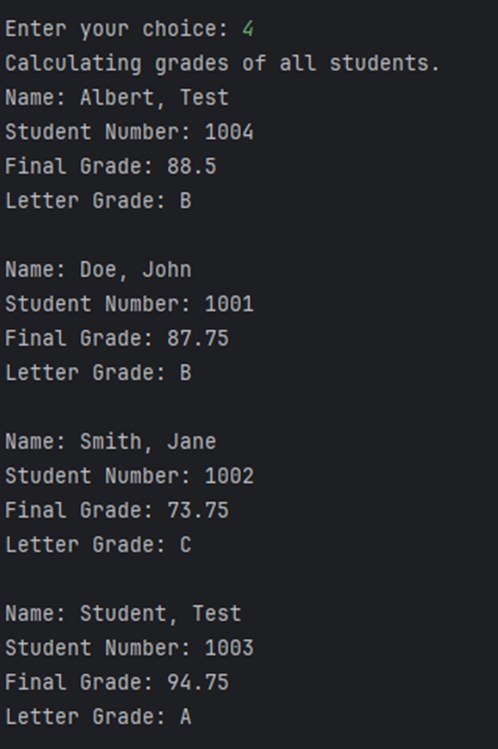 Enter your choice: 4
Calculating grades of all students.
Name: Albert, Test
Student Number: 1004
Final Grade: 88.5
Letter Grade: B

Name: Doe, John
Student Number: 1001
Final Grade: 87.75
Letter Grade: B

Name: Smith, Jane
Student Number: 1002
Final Grade: 73.75
Letter Grade: C

Name: Student, Test
Student Number: 1003
Final Grade: 94.75
Letter Grade: A